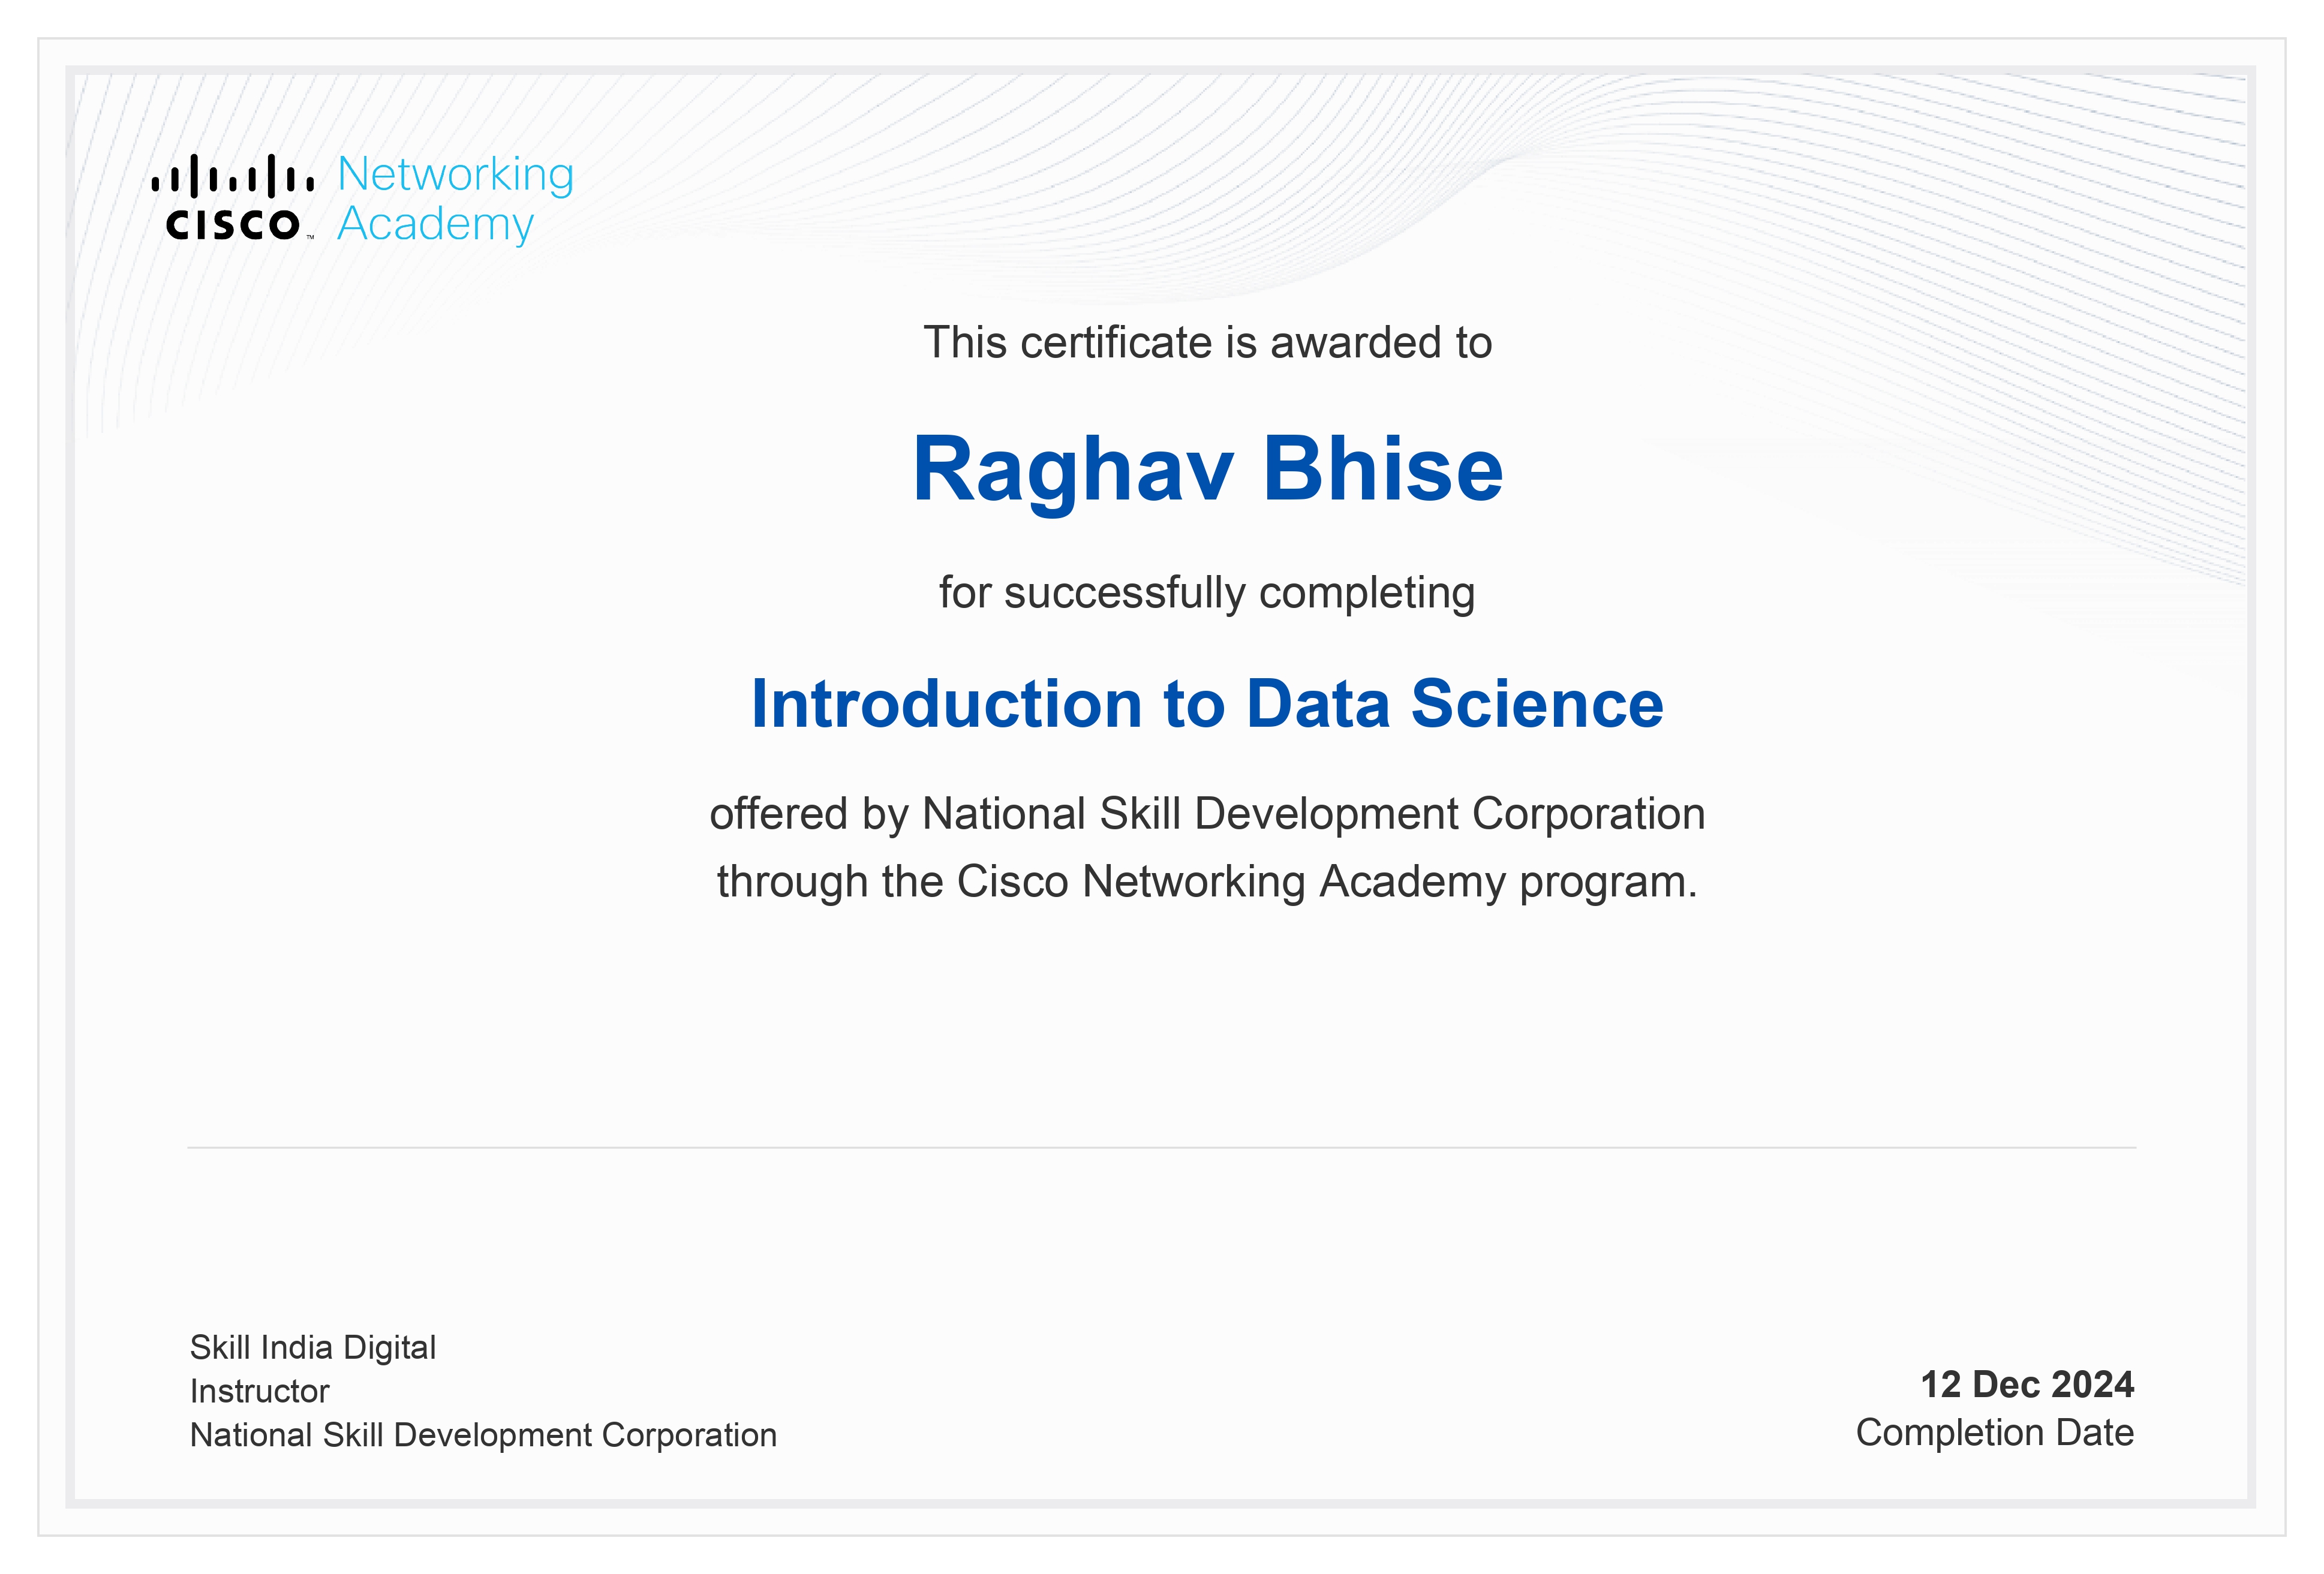 Networking
Academy
CISCO™
This certificate is awarded to
Raghav Bhise
for successfully completing
Introduction to Data Science
offered by National Skill Development Corporation
through the Cisco Networking Academy program.
Skill India Digital
Instructor
National Skill Development Corporation
12 Dec 2024
Completion Date